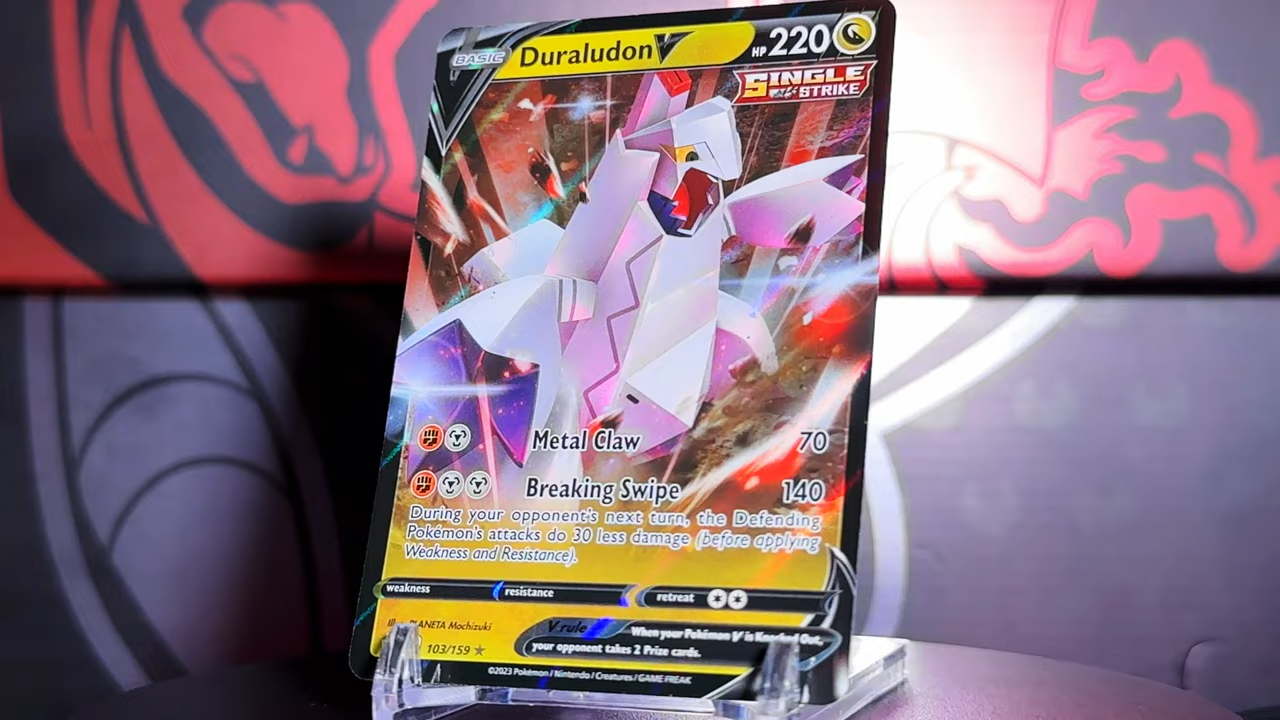 BASIC Duraludon V HP 220
SINGLE STRIKE
Metal Claw 70
Breaking Swipe 140
During your opponent's next turn, the Defending
Pokémon's attacks do 30 less damage (before applying
Weakness and Resistance).
weakness resistance retreat
PLANETA Mochizuki
V rule When your Pokémon V is Knocked Out,
your opponent takes 2 Prize cards.
103/159
©2023 Pokémon / Nintendo / Creatures / GAME FREAK